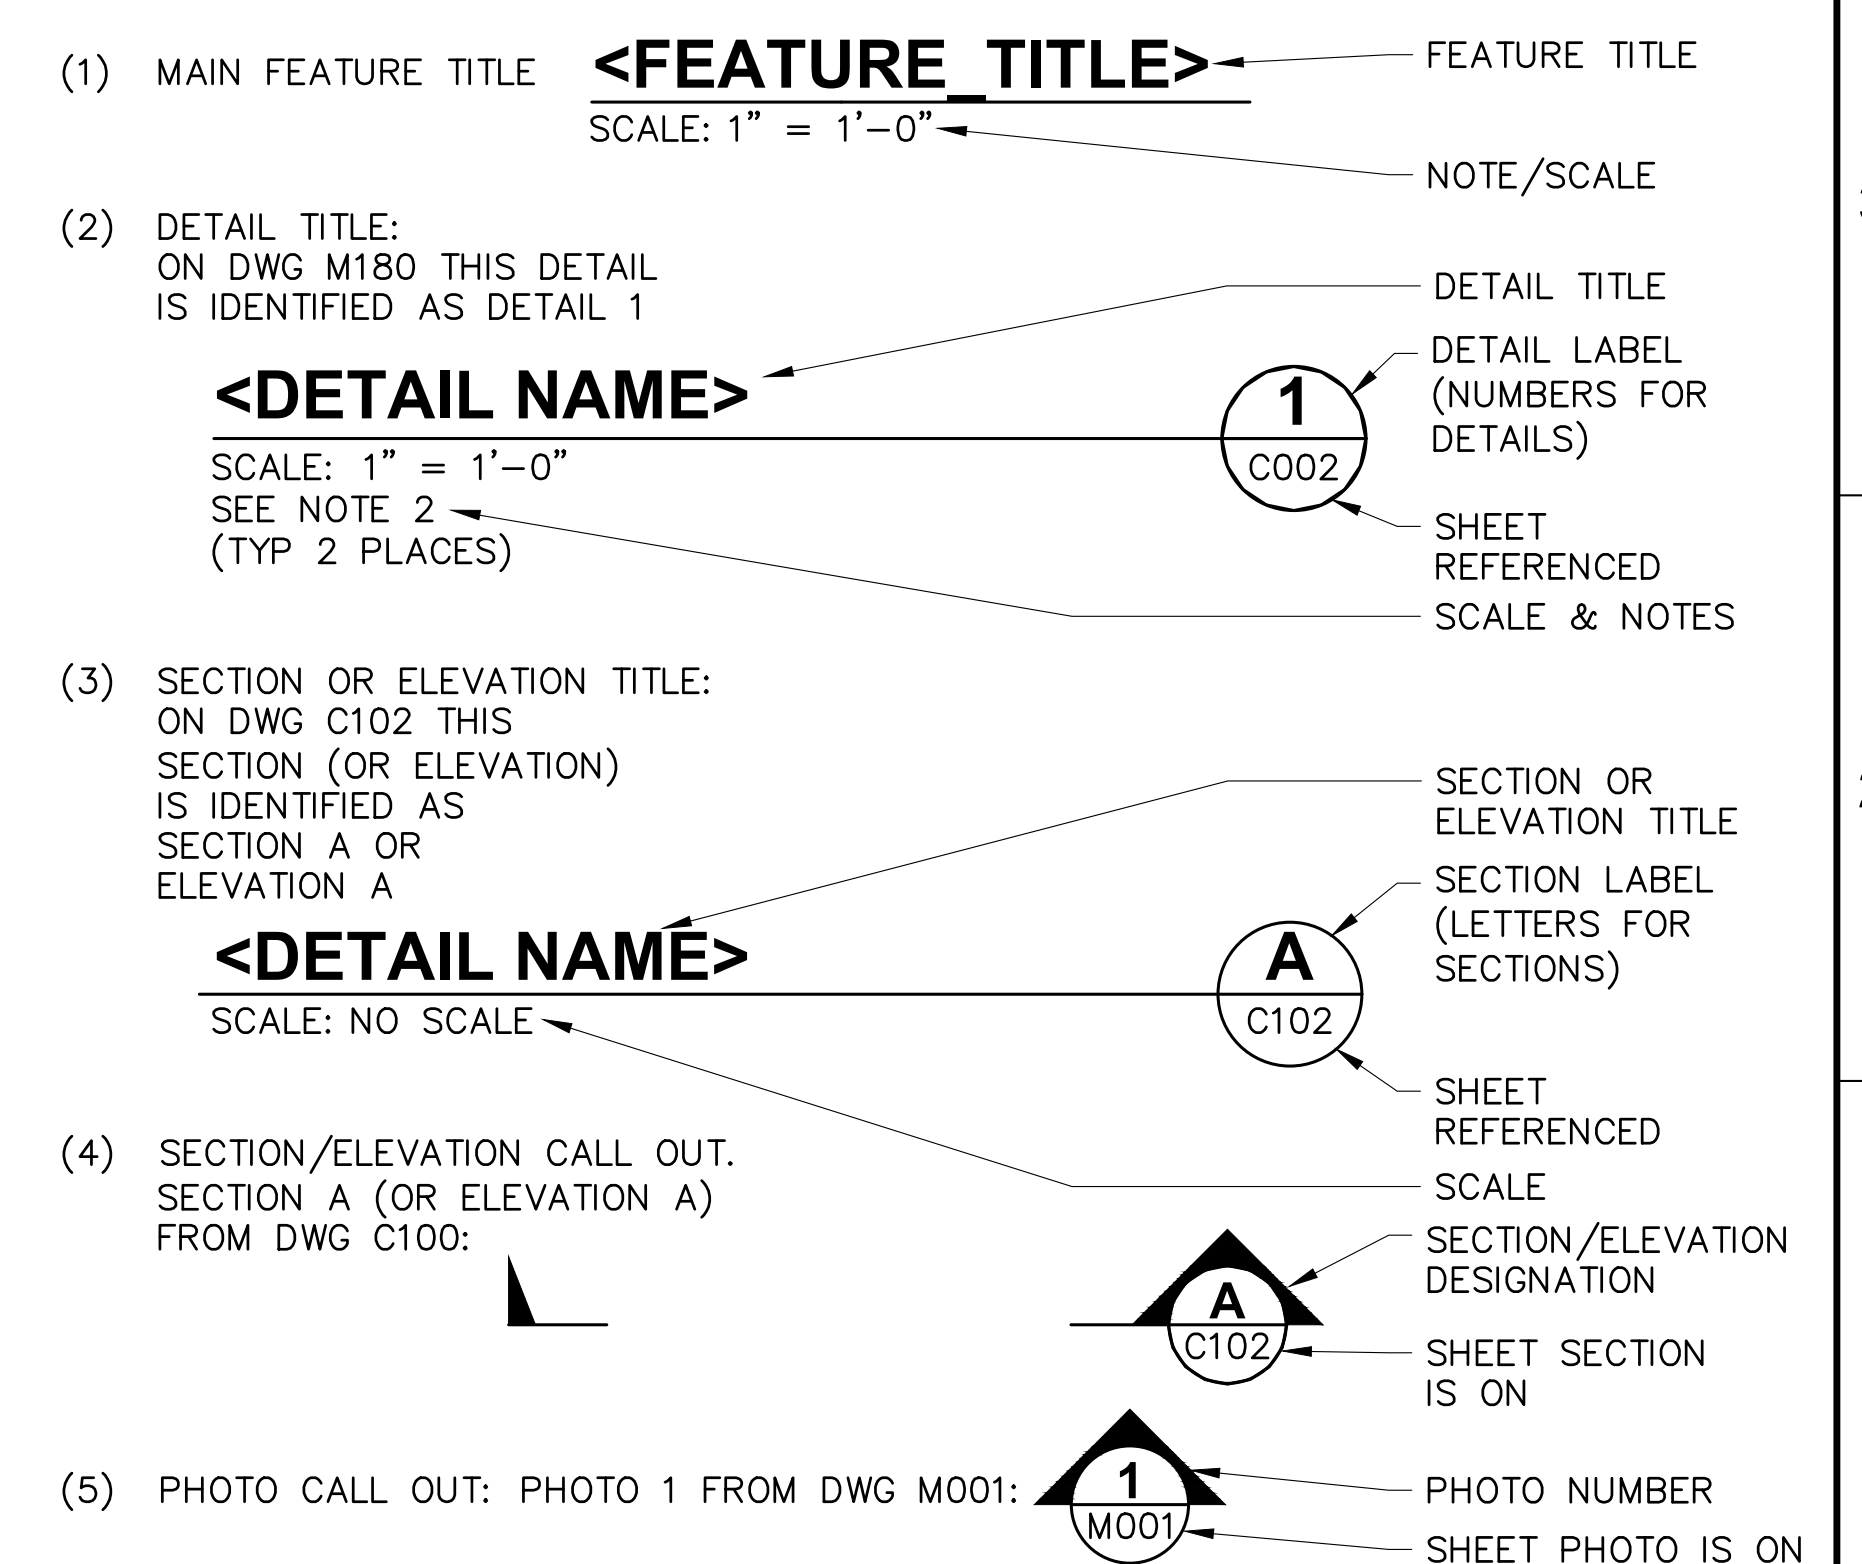 (1) MAIN FEATURE TITLE
<FEATURE_TITLE>
SCALE: 1” = 1’-0”
FEATURE TITLE
NOTE/SCALE
(2) DETAIL TITLE:
ON DWG M180 THIS DETAIL
IS IDENTIFIED AS DETAIL 1
<DETAIL NAME>
SCALE: 1” = 1’-0”
SEE NOTE 2
(TYP 2 PLACES)
1
C002
DETAIL TITLE
DETAIL LABEL
(NUMBERS FOR
DETAILS)
SHEET
REFERENCED
SCALE & NOTES
(3) SECTION OR ELEVATION TITLE:
ON DWG C102 THIS
SECTION (OR ELEVATION)
IS IDENTIFIED AS
SECTION A OR
ELEVATION A
<DETAIL NAME>
SCALE: NO SCALE
A
C102
SECTION OR
ELEVATION TITLE
SECTION LABEL
(LETTERS FOR
SECTIONS)
SHEET
REFERENCED
SCALE
(4) SECTION/ELEVATION CALL OUT.
SECTION A (OR ELEVATION A)
FROM DWG C100:
A
C102
SECTION/ELEVATION
DESIGNATION
SHEET SECTION
IS ON
(5) PHOTO CALL OUT: PHOTO 1 FROM DWG M001:
1
M001
PHOTO NUMBER
SHEET PHOTO IS ON